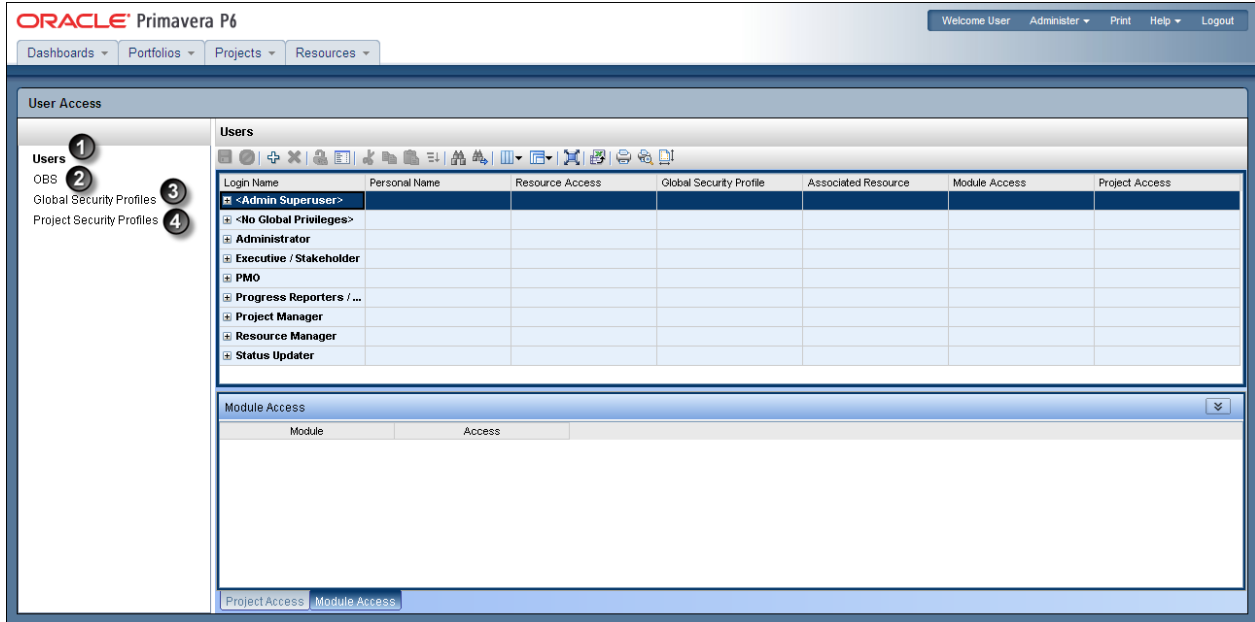 ORACLE Primavera P6
Welcome User Administer Print Help Logout
Dashboards Portfolios Projects Resources
User Access
Users
1
Users
OBS 2
Global Security Profiles 3
Project Security Profiles 4
Login Name Personal Name Resource Access Global Security Profile Associated Resource Module Access Project Access
<Admin Superuser>
<No Global Privileges>
Administrator
Executive / Stakeholder
PMO
Progress Reporters / ...
Project Manager
Resource Manager
Status Updater
Module Access
Module Access
Project Access Module Access